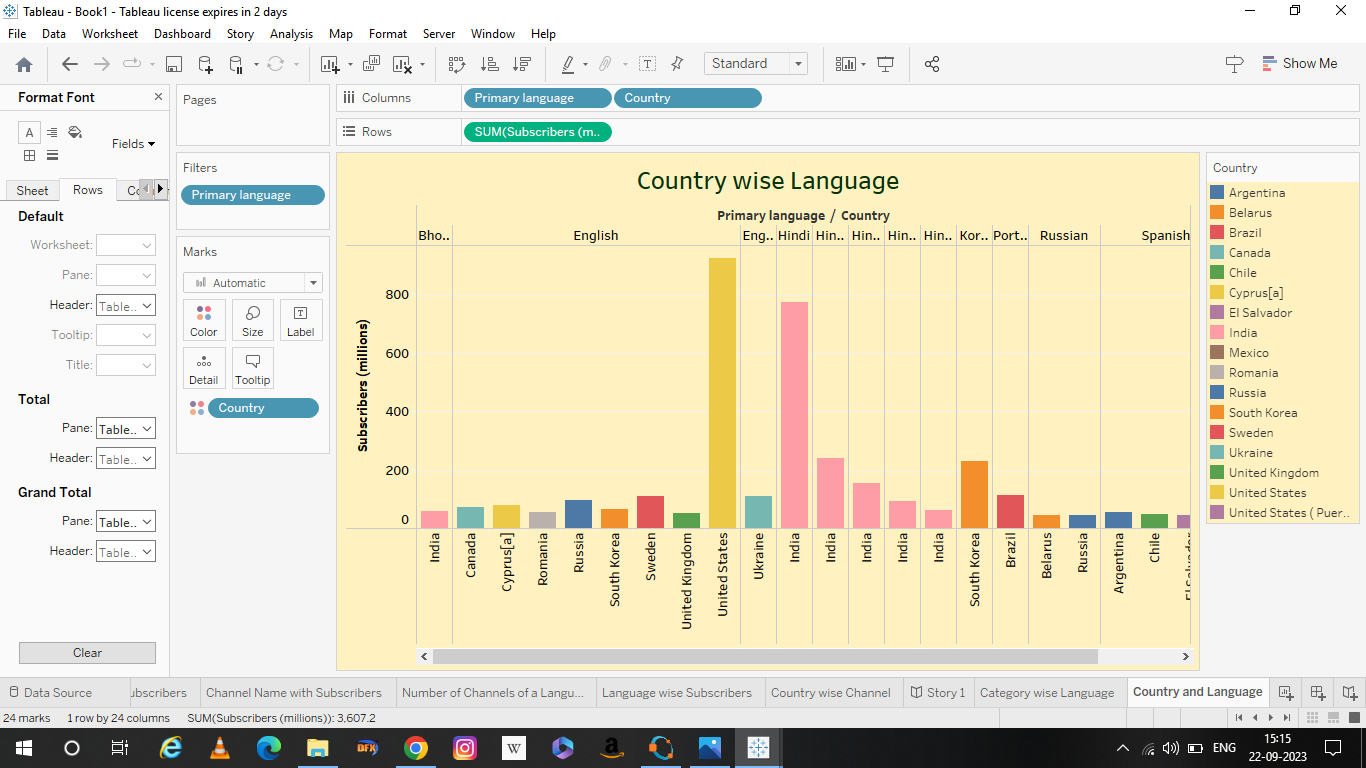 Tableau - Book1 - Tableau license expires in 2 days
File Data Worksheet Dashboard Story Analysis Map Format Server Window Help
Standard
Show Me
Format Font
Fields
Sheet Rows
Default
Worksheet:
Pane:
Header: Table..
Tooltip:
Title:
Total
Pane: Table..
Header: Table..
Grand Total
Pane: Table..
Header: Table..
Clear
Pages
Filters
Primary language
Marks
Automatic
Color Size Label
Detail Tooltip
Country
Columns Primary language Country
Rows SUM(Subscribers (m..
Country wise Language
Primary language / Country
Bho.. English Eng.. Hindi Hin.. Hin.. Hin.. Hin.. Kor.. Port.. Russian Spanish
Subscribers (millions)
800
600
400
200
0
India Canada Cyprus[a] Romania Russia South Korea Sweden United Kingdom United States Ukraine India India India India India South Korea Brazil Belarus Russia Argentina Chile El Salvador
Country
Argentina
Belarus
Brazil
Canada
Chile
Cyprus[a]
El Salvador
India
Mexico
Romania
Russia
South Korea
Sweden
Ukraine
United Kingdom
United States
United States ( Puer..
Data Source ubscribers Channel Name with Subscribers Number of Channels of a Langu... Language wise Subscribers Country wise Channel Story 1 Category wise Language Country and Language
24 marks 1 row by 24 columns SUM(Subscribers (millions)): 3,607.2
DFX W a ENG 15:15
22-09-2023